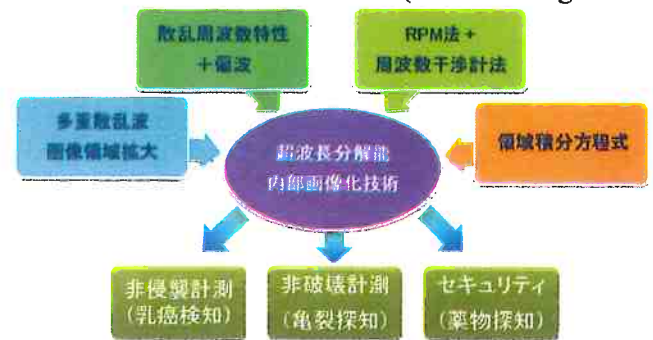 散乱周波数特性
+偏波
RPM法+
周波数干渉計法
多重散乱波
画像領域拡大
領域積分方程式
超波長分解能
内部画像化技術
非侵襲計測
(乳癌検知)
非破壊計測
(亀裂探知)
セキュリティ
(薬物探知)